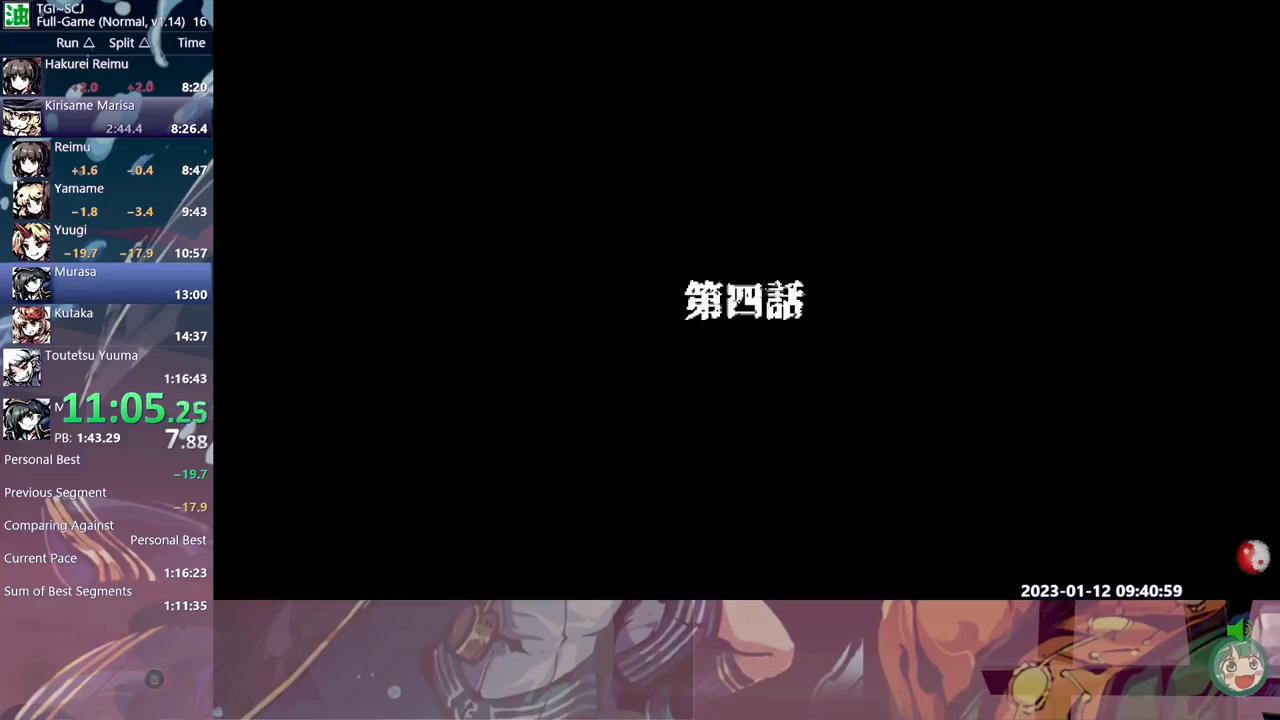 TGI~SCJ
Full-Game (Normal, v1.14) 16
Run △ Split △ Time
Hakurei Reimu
+2.0 +2.0 8:20
Kirisame Marisa
2:44.4 8:26.4
Reimu
+1.6 −0.4 8:47
Yamame
−1.8 −3.4 9:43
Yuugi
−19.7 −17.9 10:57
Murasa
13:00
Kutaka
14:37
Toutetsu Yuuma
1:16:43
11:05.25
PB: 1:43.29 7.88
Personal Best
−19.7
Previous Segment
−17.9
Comparing Against
Personal Best
Current Pace
1:16:23
Sum of Best Segments
1:11:35
第四話
2023-01-12 09:40:59